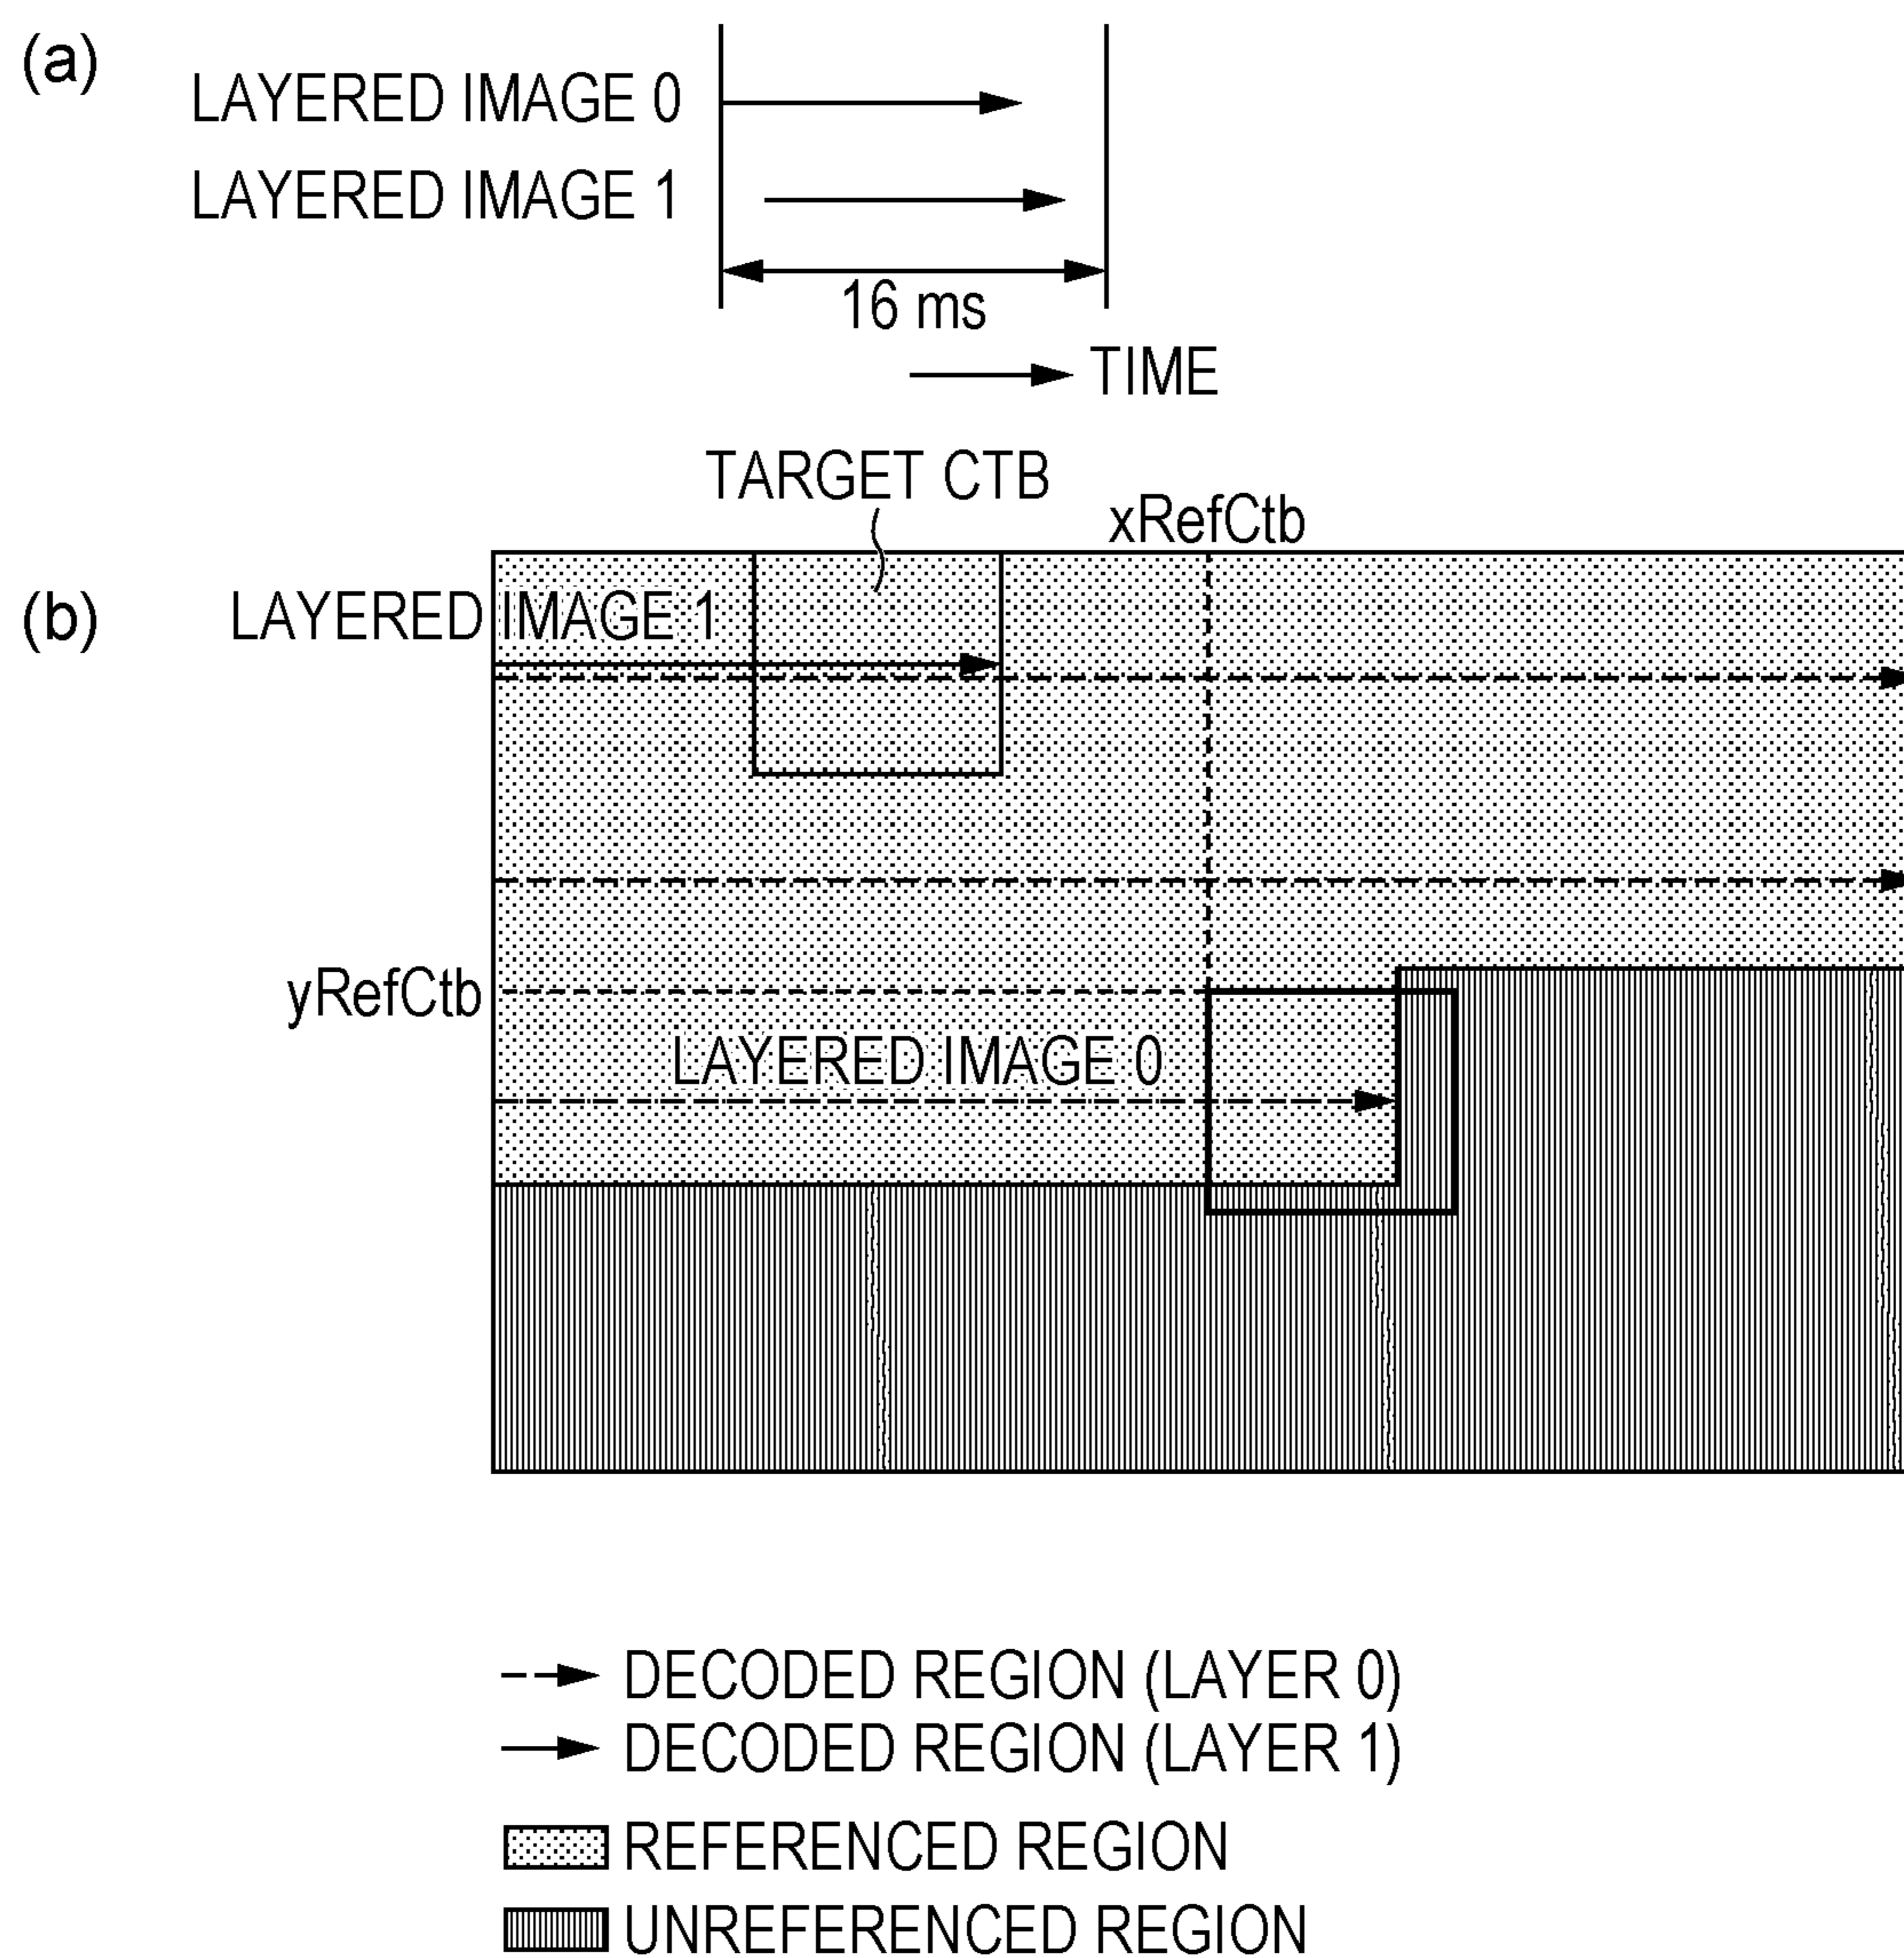 (a)
LAYERED IMAGE 0
LAYERED IMAGE 1
16 ms
TIME
TARGET CTB
xRefCtb
(b)
LAYERED IMAGE 1
yRefCtb
LAYERED IMAGE 0
DECODED REGION (LAYER 0)
DECODED REGION (LAYER 1)
REFERENCED REGION
UNREFERENCED REGION